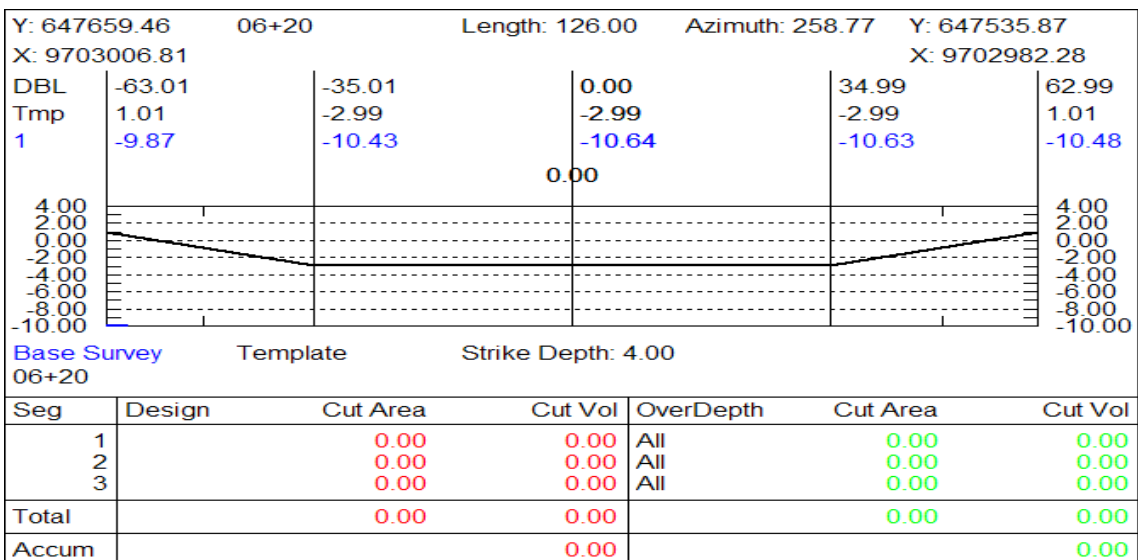 Y: 647659.46 06+20 Length: 126.00 Azimuth: 258.77 Y: 647535.87
X: 9703006.81 X: 9702982.28
DBL -63.01 -35.01 0.00 34.99 62.99
Tmp 1.01 -2.99 -2.99 -2.99 1.01
1 -9.87 -10.43 -10.64 -10.63 -10.48
0.00
4.00 4.00
2.00 2.00
0.00 0.00
-2.00 -2.00
-4.00 -4.00
-6.00 -6.00
-8.00 -8.00
-10.00 -10.00
Base Survey Template Strike Depth: 4.00
06+20
Seg Design Cut Area Cut Vol OverDepth Cut Area Cut Vol
1 0.00 0.00 All 0.00 0.00
2 0.00 0.00 All 0.00 0.00
3 0.00 0.00 All 0.00 0.00
Total 0.00 0.00 0.00 0.00
Accum 0.00 0.00